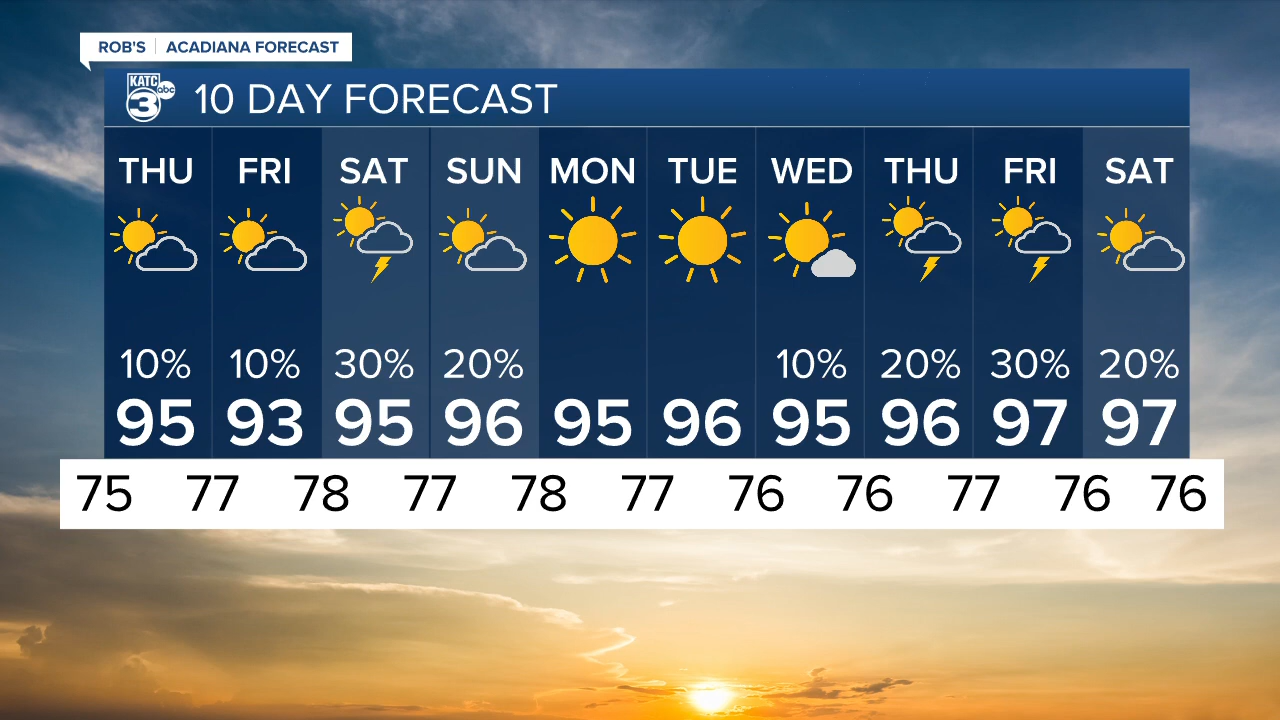 ROB'S | ACADIANA FORECAST
KATC abc 3 10 DAY FORECAST
THU FRI SAT SUN MON TUE WED THU FRI SAT
10% 10% 30% 20% 10% 20% 30% 20%
95 93 95 96 95 96 95 96 97 97
75 77 78 77 78 77 76 76 77 76 76